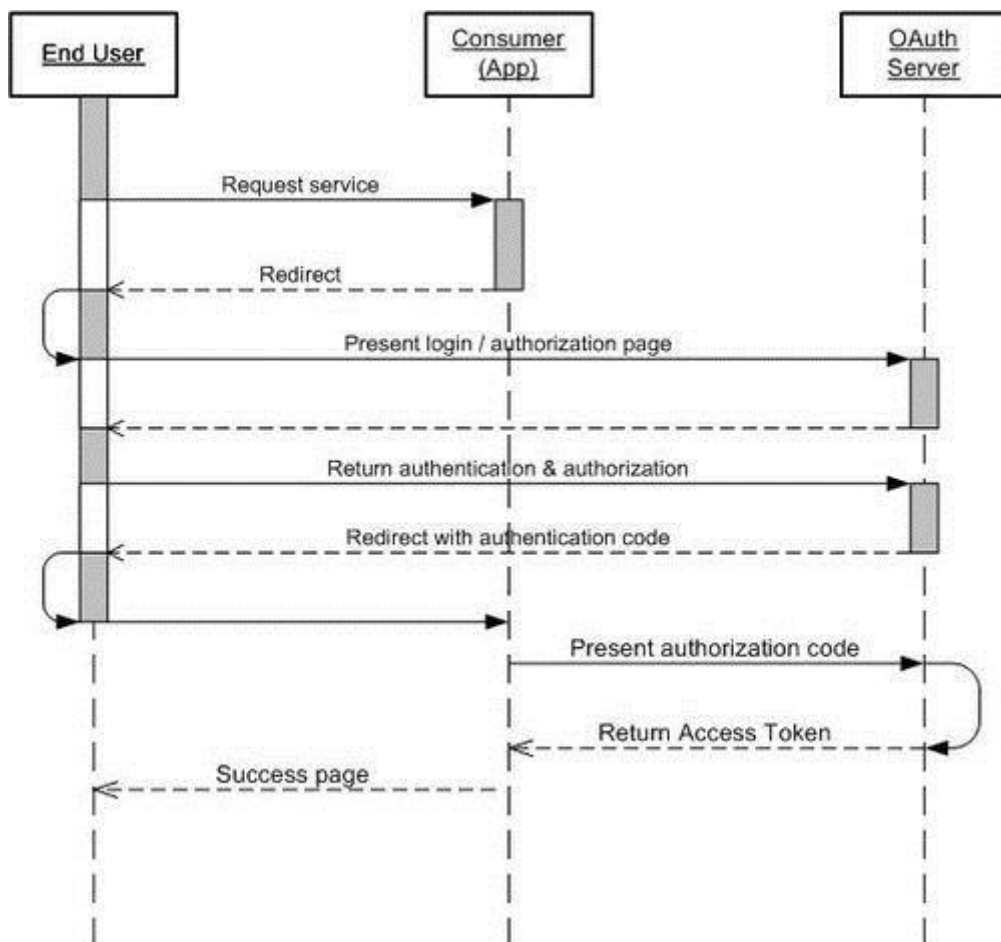 End User
Consumer
(App)
OAuth
Server
Request service
Redirect
Present login / authorization page
Return authentication & authorization
Redirect with authentication code
Present authorization code
Return Access Token
Success page